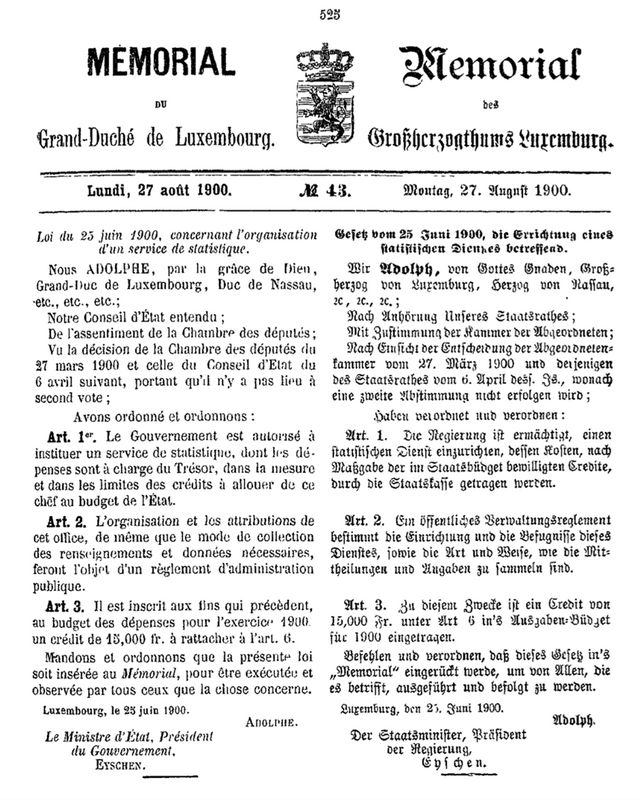 525
MÉMORIAL
DU
Grand-Duché de Luxembourg.
Memorial
des
Großherzogthums Luxemburg.
Lundi, 27 août 1900.
№ 43.
Montag, 27. August 1900.
Loi du 25 juin 1900, concernant l'organisation
d'un service de statistique.
Nous ADOLPHE, par la grâce de Dieu,
Grand-Duc de Luxembourg, Duc de Nassau,
etc., etc., etc.;
Notre Conseil d'État entendu;
De l'assentiment de la Chambre des députés;
Vu la décision de la Chambre des députés du
27 mars 1900 et celle du Conseil d'État du
6 avril suivant, portant qu'il n'y a pas lieu à
second vote;
Avons ordonné et ordonnons:
Art. 1er. Le Gouvernement est autorisé à
instituer un service de statistique, dont les dé-
penses sont à charge du Trésor, dans la mesure
et dans les limites des crédits à allouer de ce
chef au budget de l'État.
Art. 2. L'organisation et les attributions de
cet office, de même que le mode de collection
des renseignements et données nécessaires,
feront l'objet d'un règlement d'administration
publique.
Art. 3. Il est inscrit aux fins qui précèdent,
au budget des dépenses pour l'exercice 1900
un crédit de 15,000 fr. à rattacher à l'art. 6.
Mandons et ordonnons que la présente loi
soit insérée au Mémorial, pour être exécutée et
observée par tous ceux que la chose concerne.
Luxembourg, le 25 juin 1900.
ADOLPHE.
Le Ministre d'État, Président
du Gouvernement,
EYSCHEN.
Gesetz vom 25 Juni 1900, die Errichtung eines
statistischen Dienstes betreffend.
Wir Adolph, von Gottes Gnaden, Groß-
herzog von Luxemburg, Herzog von Nassau,
ꝛc, ꝛc., ꝛc.;
Nach Anhörung Unseres Staatsrathes;
Mit Zustimmung der Kammer der Abgeordneten;
Nach Einsicht der Entscheidung der Abgeordneten-
kammer vom 27. März 1900 und derjenigen
des Staatsrathes vom 6. April dess. Js., wonach
eine zweite Abstimmung nicht erfolgen wird;
Haben verordnet und verordnen:
Art. 1. Die Regierung ist ermächtigt, einen
statistischen Dienst einzurichten, dessen Kosten, nach
Maßgabe der im Staatsbüdget bewilligten Credite,
durch die Staatskasse getragen werden.
Art. 2. Ein öffentliches Verwaltungsreglement
bestimmt die Einrichtung und die Befugnisse dieses
Dienstes, sowie die Art und Weise, wie die Mit-
theilungen und Angaben zu sammeln sind.
Art. 3. Zu diesem Zwecke ist ein Credit von
15,000 Fr. unter Art 6 in's Ausgaben-Büdget
für 1900 eingetragen.
Befehlen und verordnen, daß dieses Gesetz in's
„Memorial" eingerückt werde, um von Allen, die
es betrifft, ausgeführt und befolgt zu werden.
Luxemburg, den 25. Juni 1900.
Adolph.
Der Staatsminister, Präsident
der Regierung,
Eyschen.